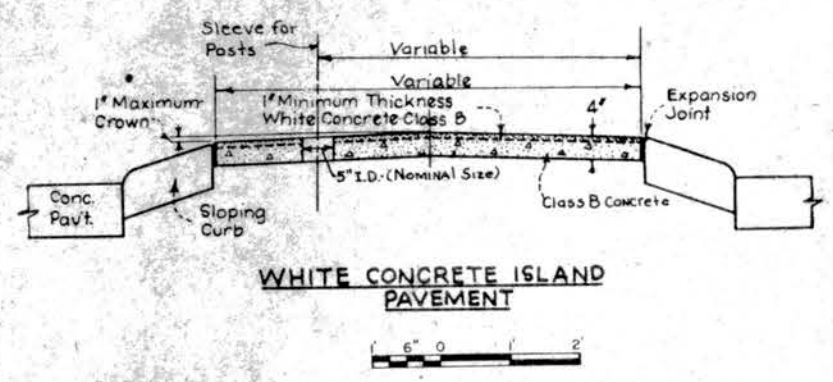 Sleeve for
Posts
Variable
Variable
1" Maximum
Crown
1" Minimum Thickness
White Concrete Class B
4"
Expansion
Joint
5" I.D.-(NOMINAL SIZE)
Class B CONCRETE
Conc.
Pav't.
Sloping
Curb
WHITE CONCRETE ISLAND
PAVEMENT
1' 6" 0 1' 2'